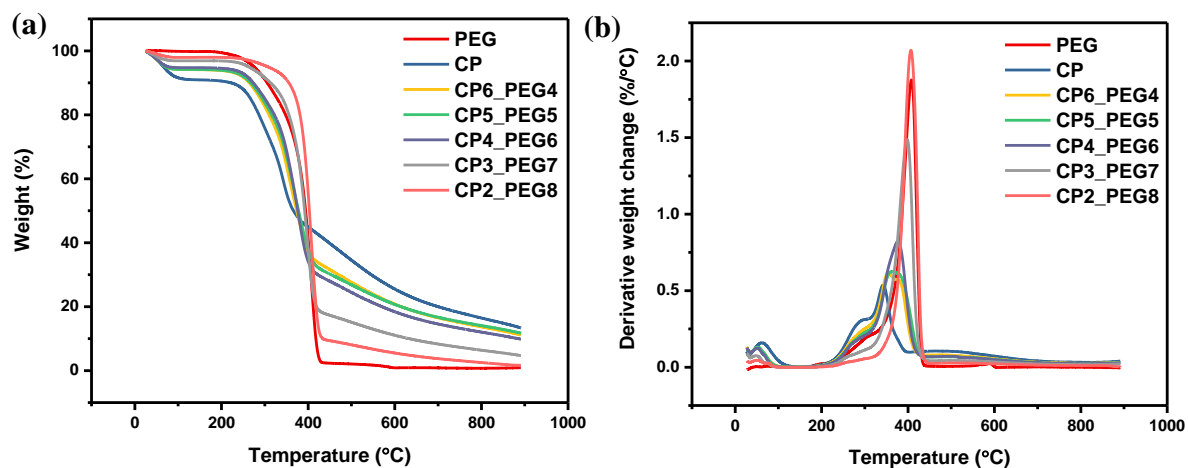 (a)
PEG
CP
CP6_PEG4
CP5_PEG5
CP4_PEG6
CP3_PEG7
CP2_PEG8
100
80
60
40
20
0
Weight (%)
0 200 400 600 800 1000
Temperature (°C)
(b)
PEG
CP
CP6_PEG4
CP5_PEG5
CP4_PEG6
CP3_PEG7
CP2_PEG8
2.0
1.5
1.0
0.5
0.0
Derivative weight change (%/°C)
0 200 400 600 800 1000
Temperature (°C)